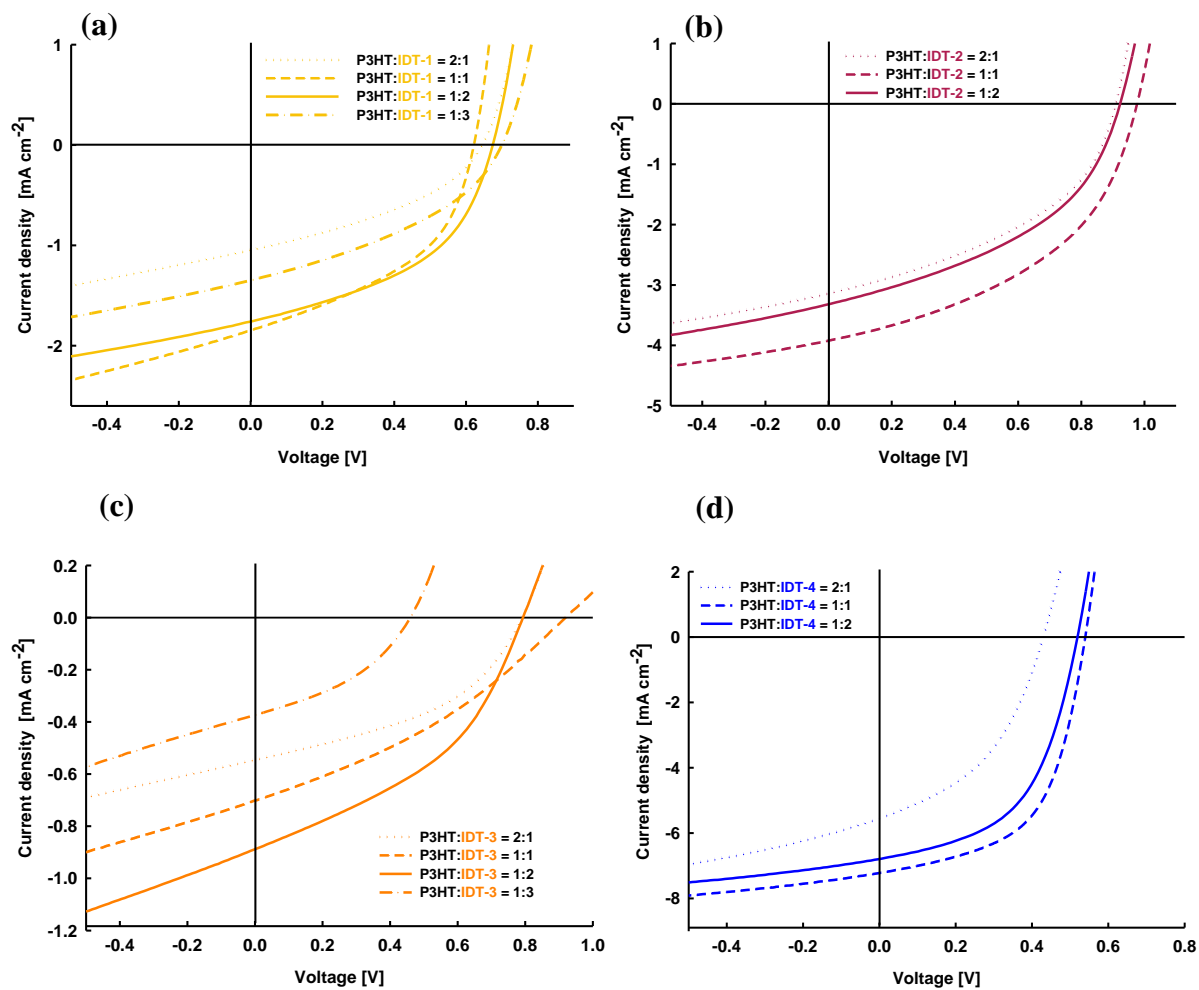 (a)
P3HT:IDT-1 = 2:1
P3HT:IDT-1 = 1:1
P3HT:IDT-1 = 1:2
P3HT:IDT-1 = 1:3
1
0
-1
-2
Current density [mA cm-2]
-0.4 -0.2 0.0 0.2 0.4 0.6 0.8
Voltage [V]
(b)
P3HT:IDT-2 = 2:1
P3HT:IDT-2 = 1:1
P3HT:IDT-2 = 1:2
1
0
-1
-2
-3
-4
-5
Current density [mA cm-2]
-0.4 -0.2 0.0 0.2 0.4 0.6 0.8 1.0
Voltage [V]
(c)
0.2
0.0
-0.2
-0.4
-0.6
-0.8
-1.0
-1.2
Current density [mA cm-2]
P3HT:IDT-3 = 2:1
P3HT:IDT-3 = 1:1
P3HT:IDT-3 = 1:2
P3HT:IDT-3 = 1:3
-0.4 -0.2 0.0 0.2 0.4 0.6 0.8 1.0
Voltage [V]
(d)
P3HT:IDT-4 = 2:1
P3HT:IDT-4 = 1:1
P3HT:IDT-4 = 1:2
2
0
-2
-4
-6
-8
Current density [mA cm-2]
-0.4 -0.2 0.0 0.2 0.4 0.6 0.8
Voltage [V]